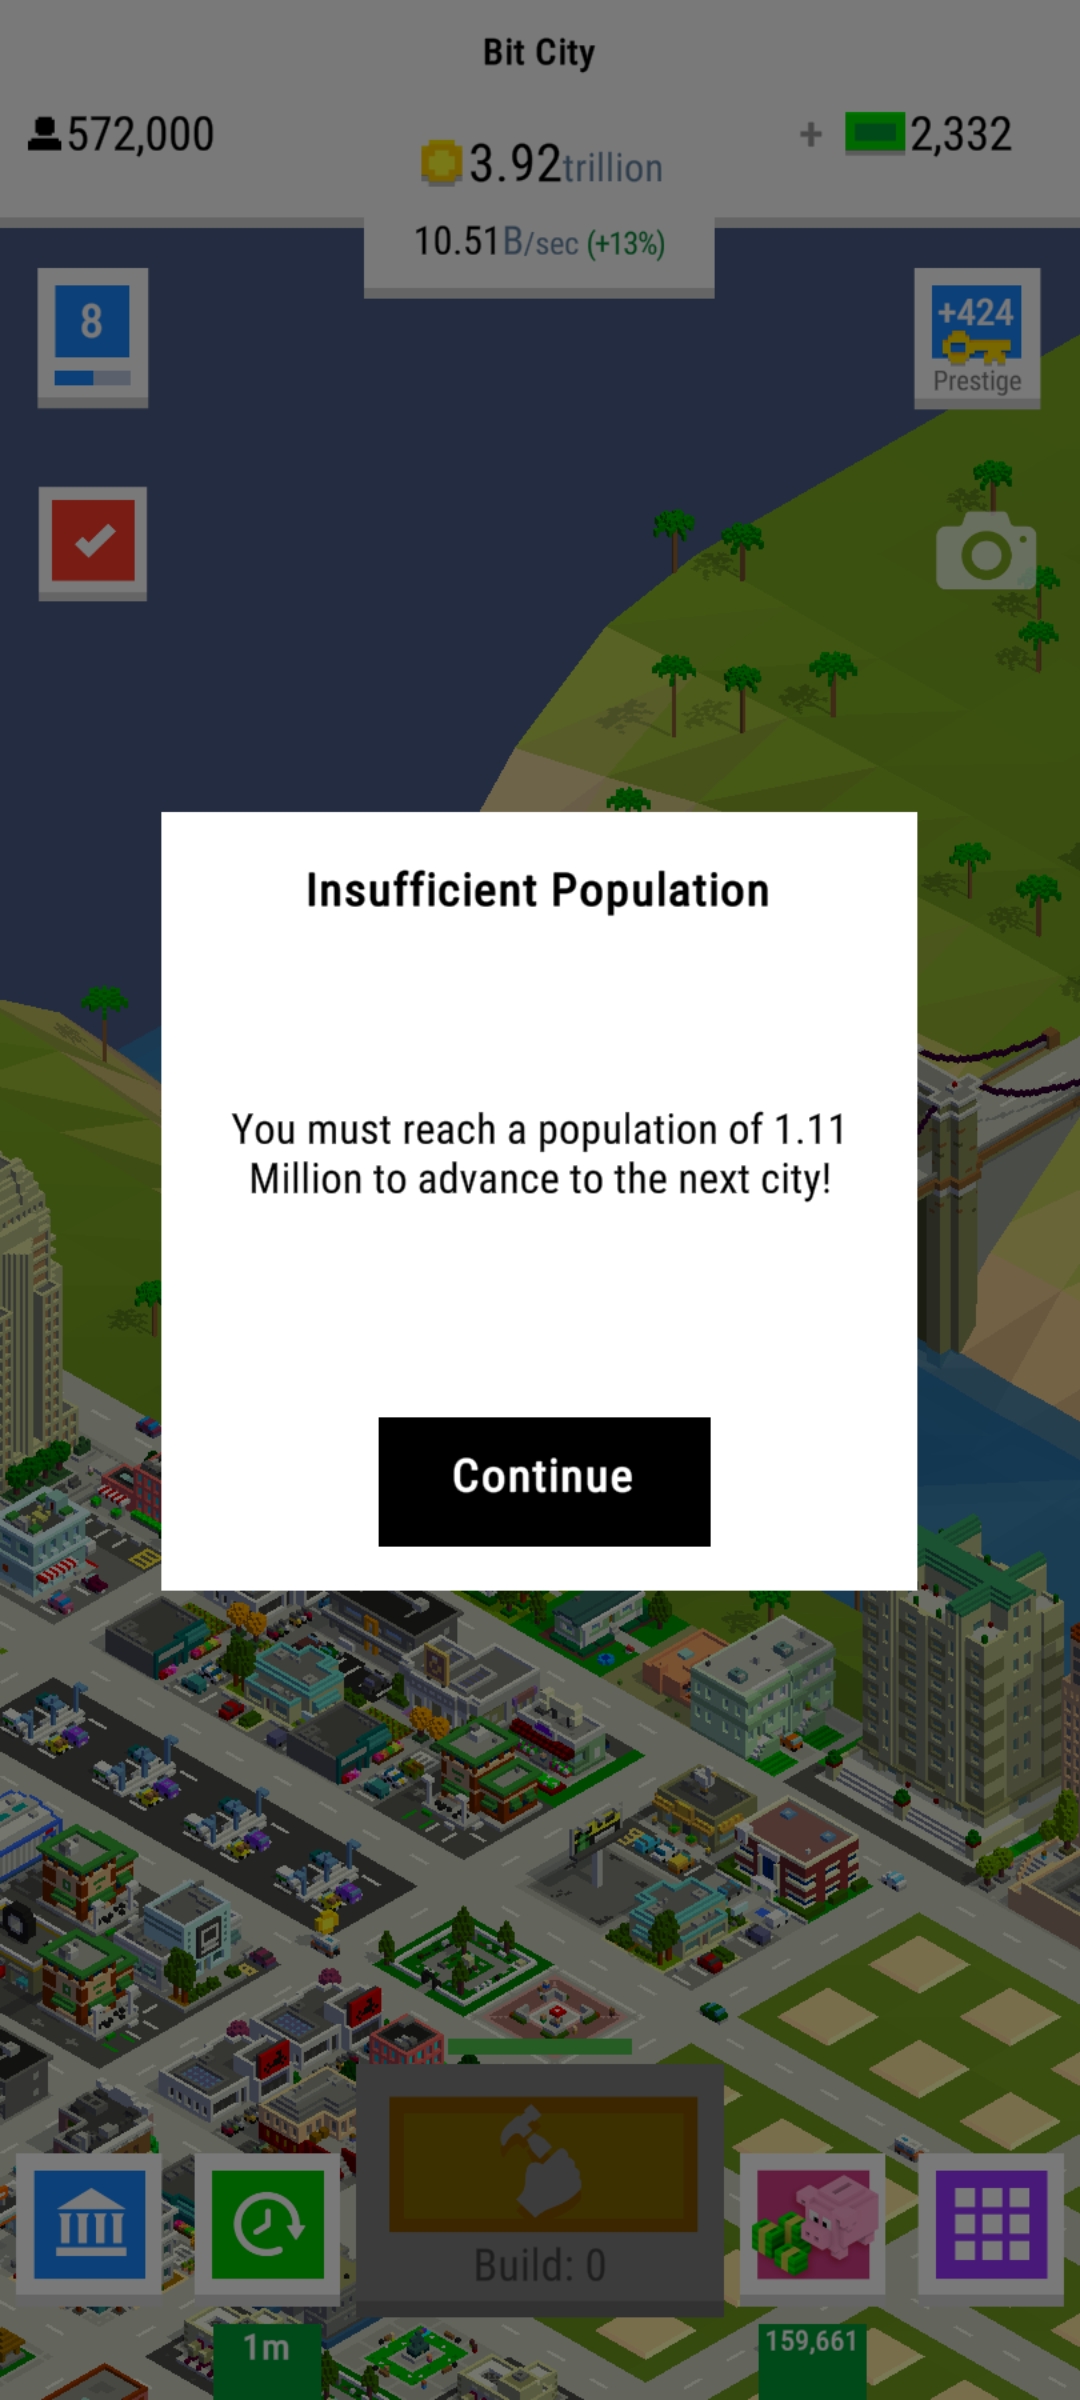 Bit City
572,000
3.92trillion
+ 2,332
10.51B/sec (+13%)
8
+424
Prestige
Insufficient Population
You must reach a population of 1.11
Million to advance to the next city!
Continue
Build: 0
1m
159,661